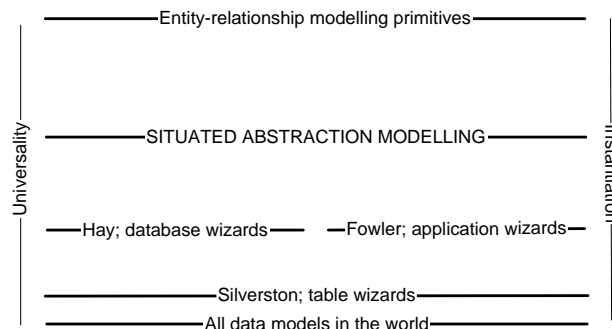 Entity-relationship modelling primitives
Universality
SITUATED ABSTRACTION MODELLING
Instantiation
Hay; database wizards
Fowler; application wizards
Silverston; table wizards
All data models in the world